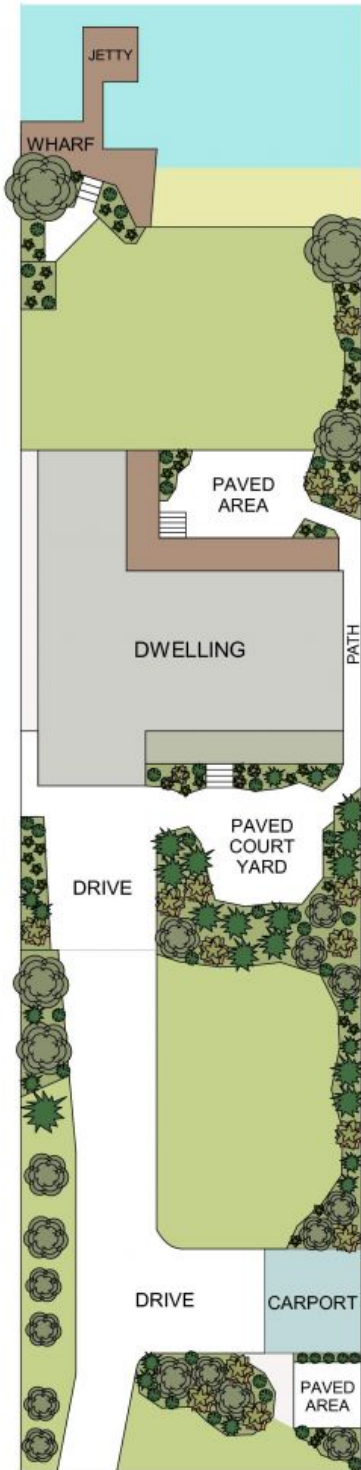 JETTY
WHARF
PAVED
AREA
DWELLING
PATH
PAVED
COURT
YARD
DRIVE
DRIVE
CARPORT
PAVED
AREA